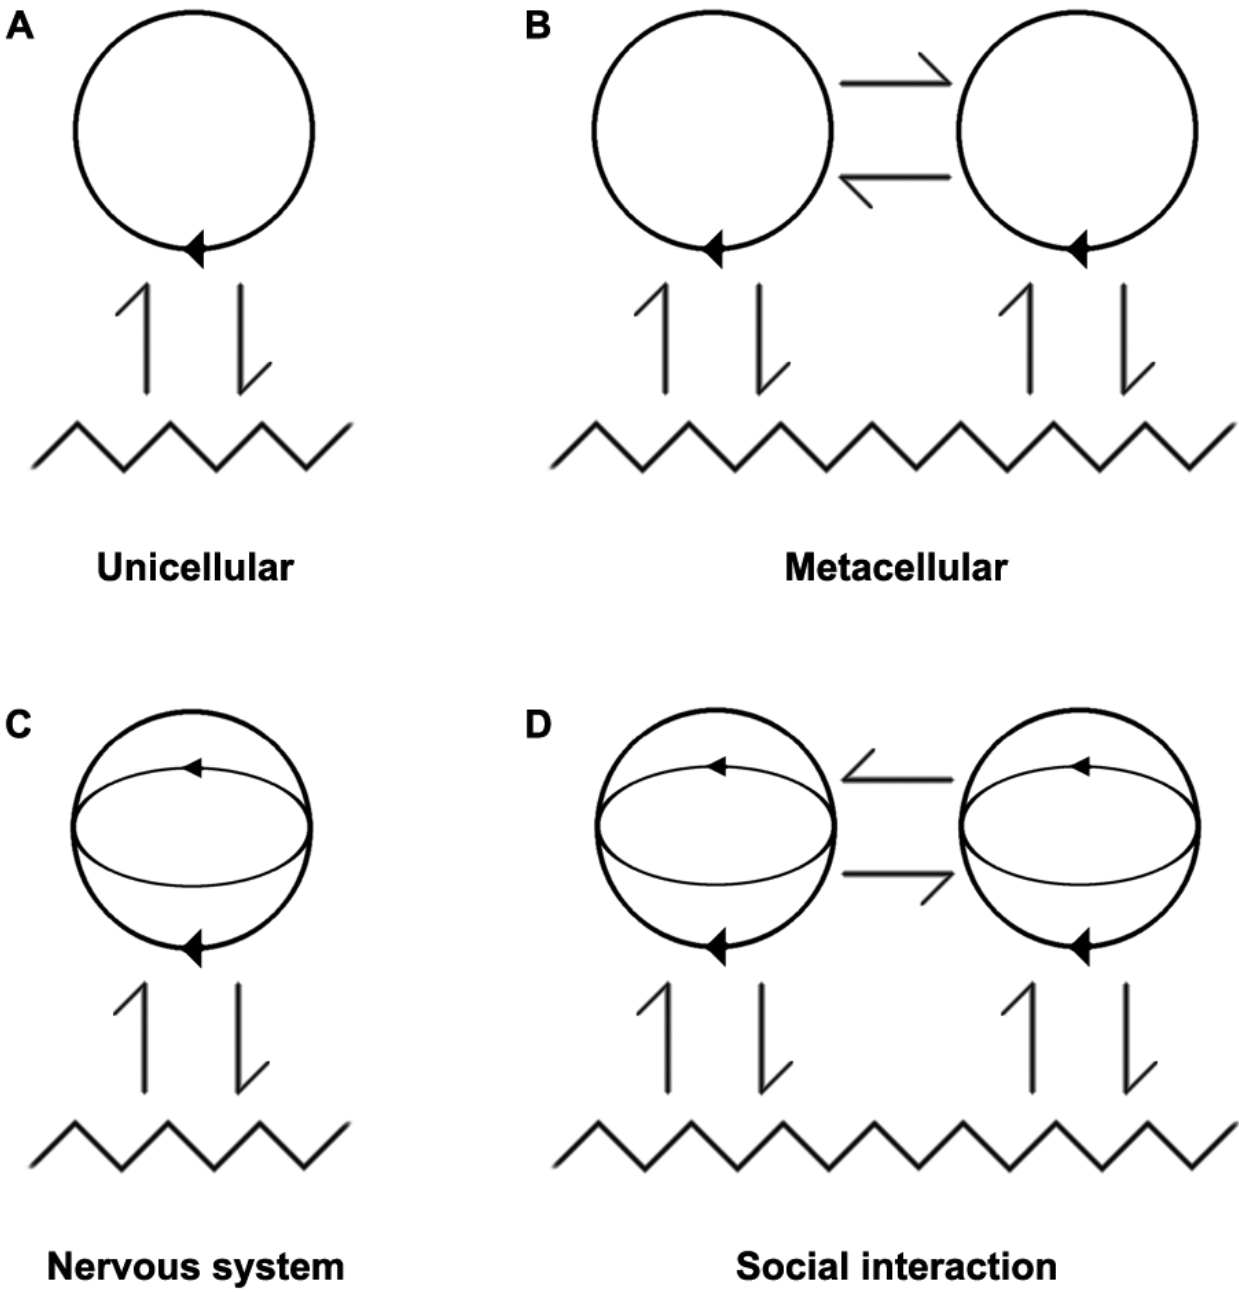 A
B
Unicellular
Metacellular
C
D
Nervous system
Social interaction